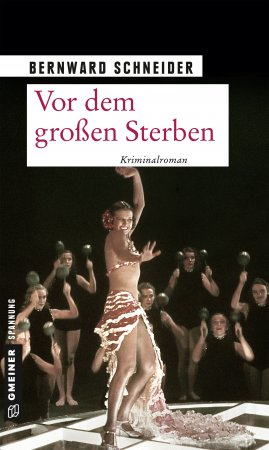 BERNWARD SCHNEIDER
Vor dem
großen Sterben
Kriminalroman
GMEINER SPANNUNG